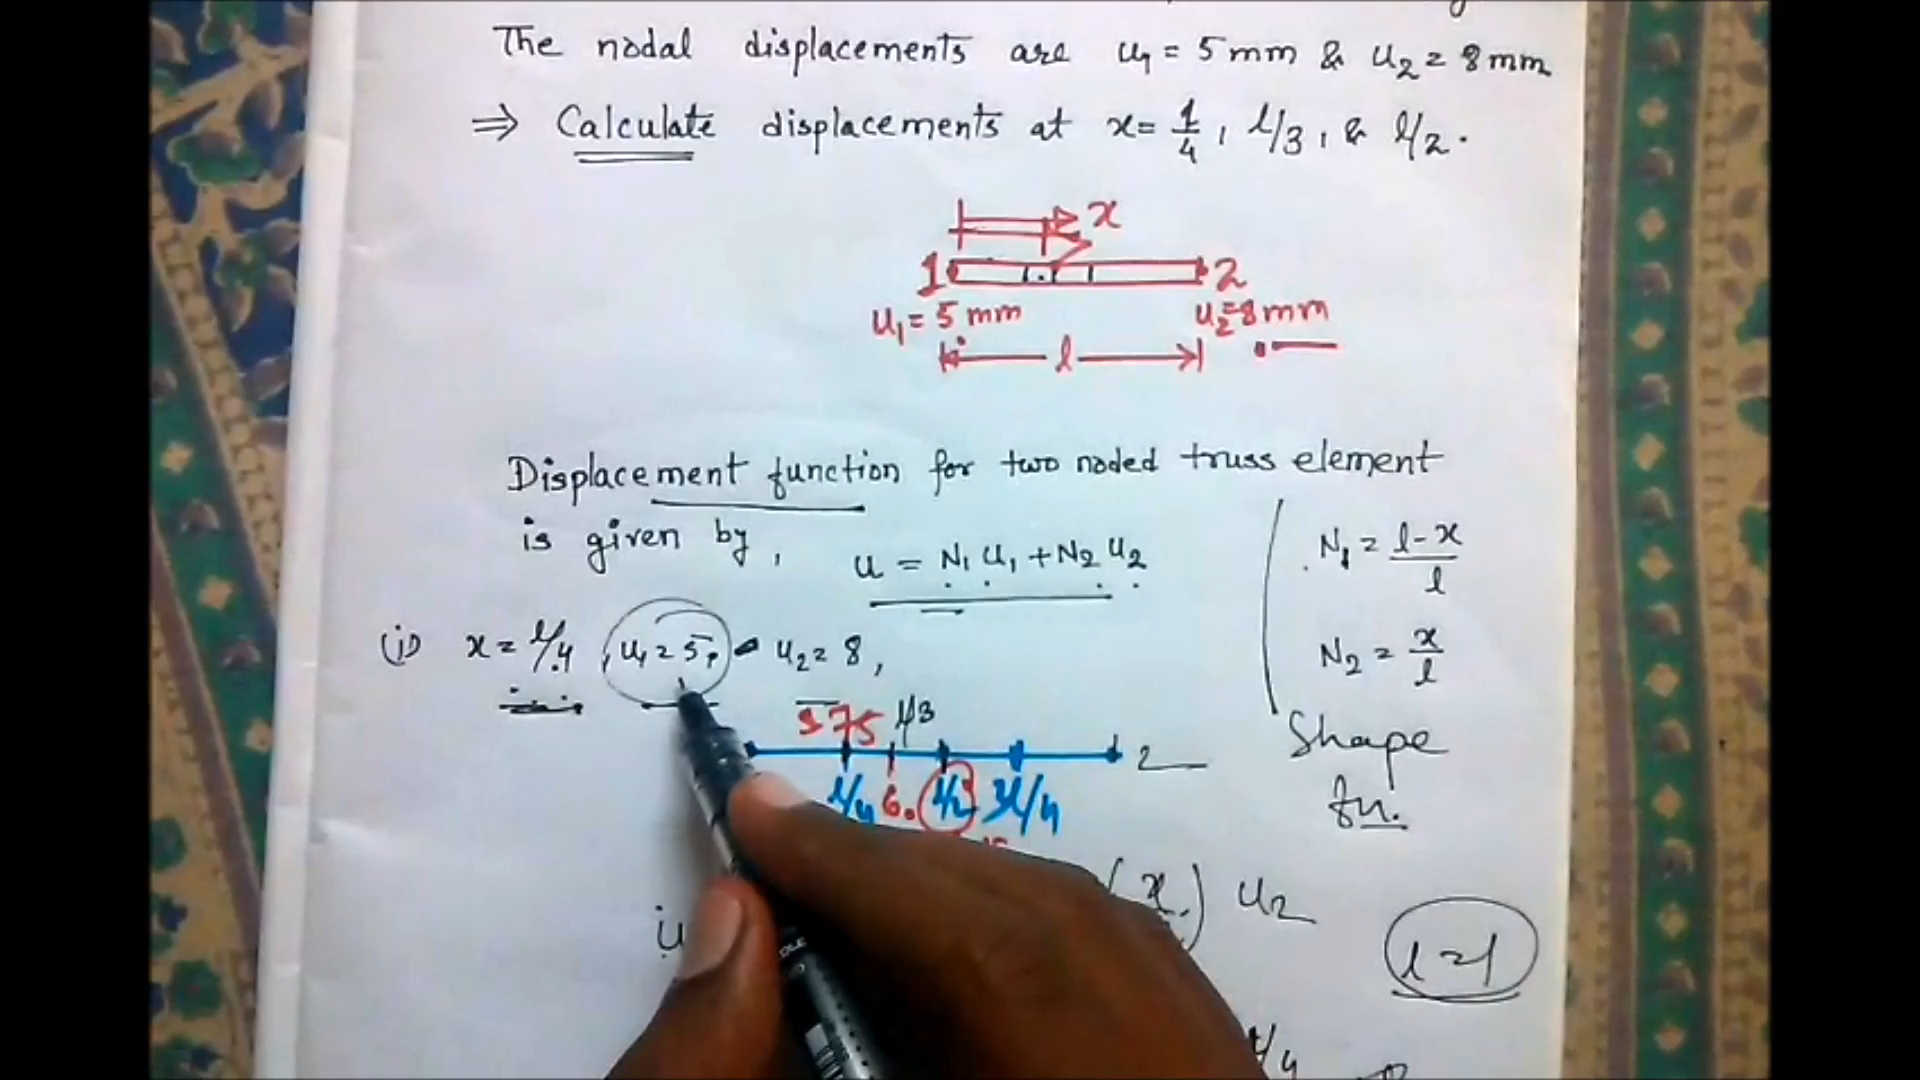 The nodal displacements are u1 = 5 mm & u2 = 8 mm
⇒ Calculate displacements at x = l/4, l/3, & l/2.
x
1 2
u1 = 5 mm u2 = 8 mm
l
Displacement function for two noded truss element
is given by, u = N1 u1 + N2 u2
N1 = (l-x)/l
N2 = x/l
Shape
fn.
(i) x = l/4, u1 = 5, u2 = 8,
5.75 l/3
2
l/4 6. l/2 3l/4
u
(x/ ) u2
l = 1
l/4